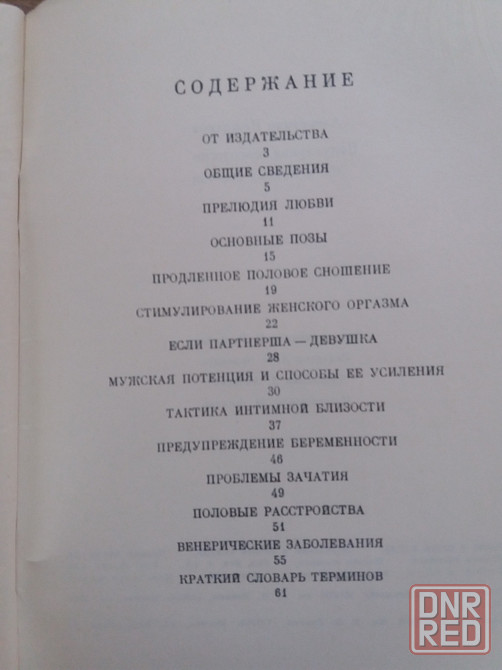 СОДЕРЖАНИЕ
ОТ ИЗДАТЕЛЬСТВА
3
ОБЩИЕ СВЕДЕНИЯ
5
ПРЕЛЮДИЯ ЛЮБВИ
11
ОСНОВНЫЕ ПОЗЫ
15
ПРОДЛЕННОЕ ПОЛОВОЕ СНОШЕНИЕ
19
СТИМУЛИРОВАНИЕ ЖЕНСКОГО ОРГАЗМА
22
ЕСЛИ ПАРТНЕРША — ДЕВУШКА
28
МУЖСКАЯ ПОТЕНЦИЯ И СПОСОБЫ ЕЕ УСИЛЕНИЯ
30
ТАКТИКА ИНТИМНОЙ БЛИЗОСТИ
37
ПРЕДУПРЕЖДЕНИЕ БЕРЕМЕННОСТИ
46
ПРОБЛЕМЫ ЗАЧАТИЯ
49
ПОЛОВЫЕ РАССТРОЙСТВА
51
ВЕНЕРИЧЕСКИЕ ЗАБОЛЕВАНИЯ
55
КРАТКИЙ СЛОВАРЬ ТЕРМИНОВ
61
DNR
RED